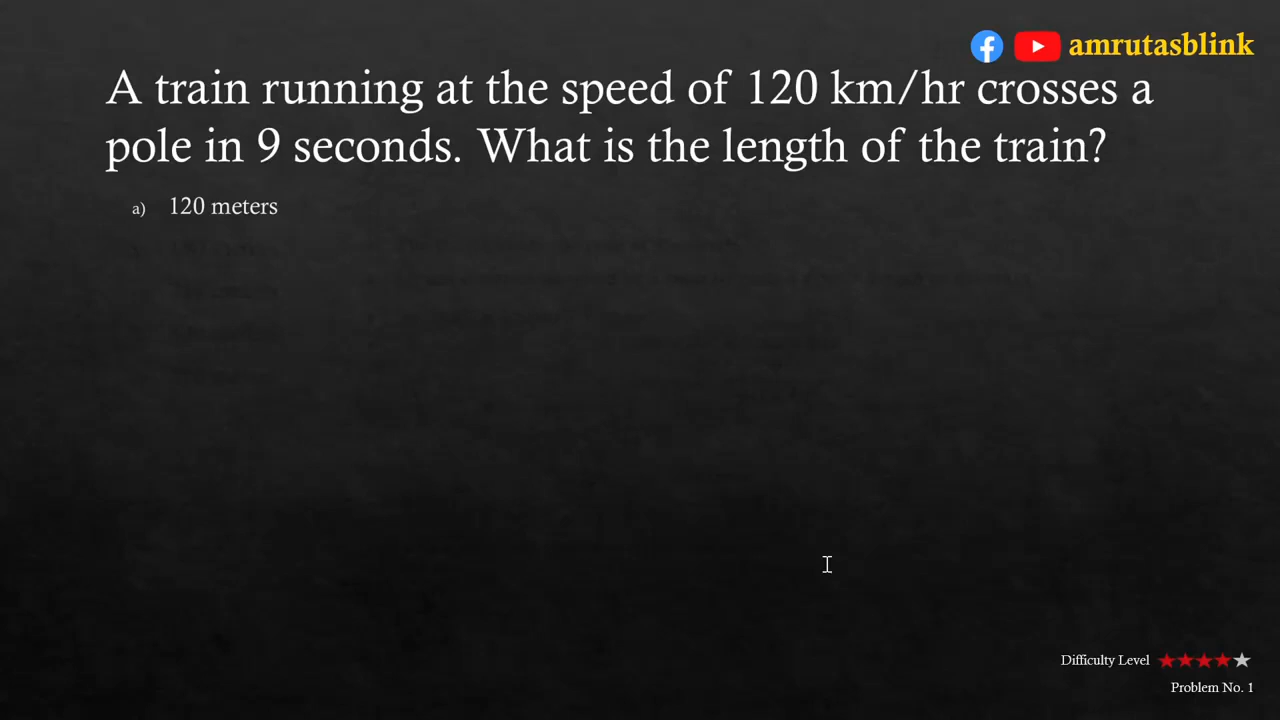 amrutasblink
A train running at the speed of 120 km/hr crosses a
pole in 9 seconds. What is the length of the train?
a) 120 meters
Difficulty Level
Problem No. 1